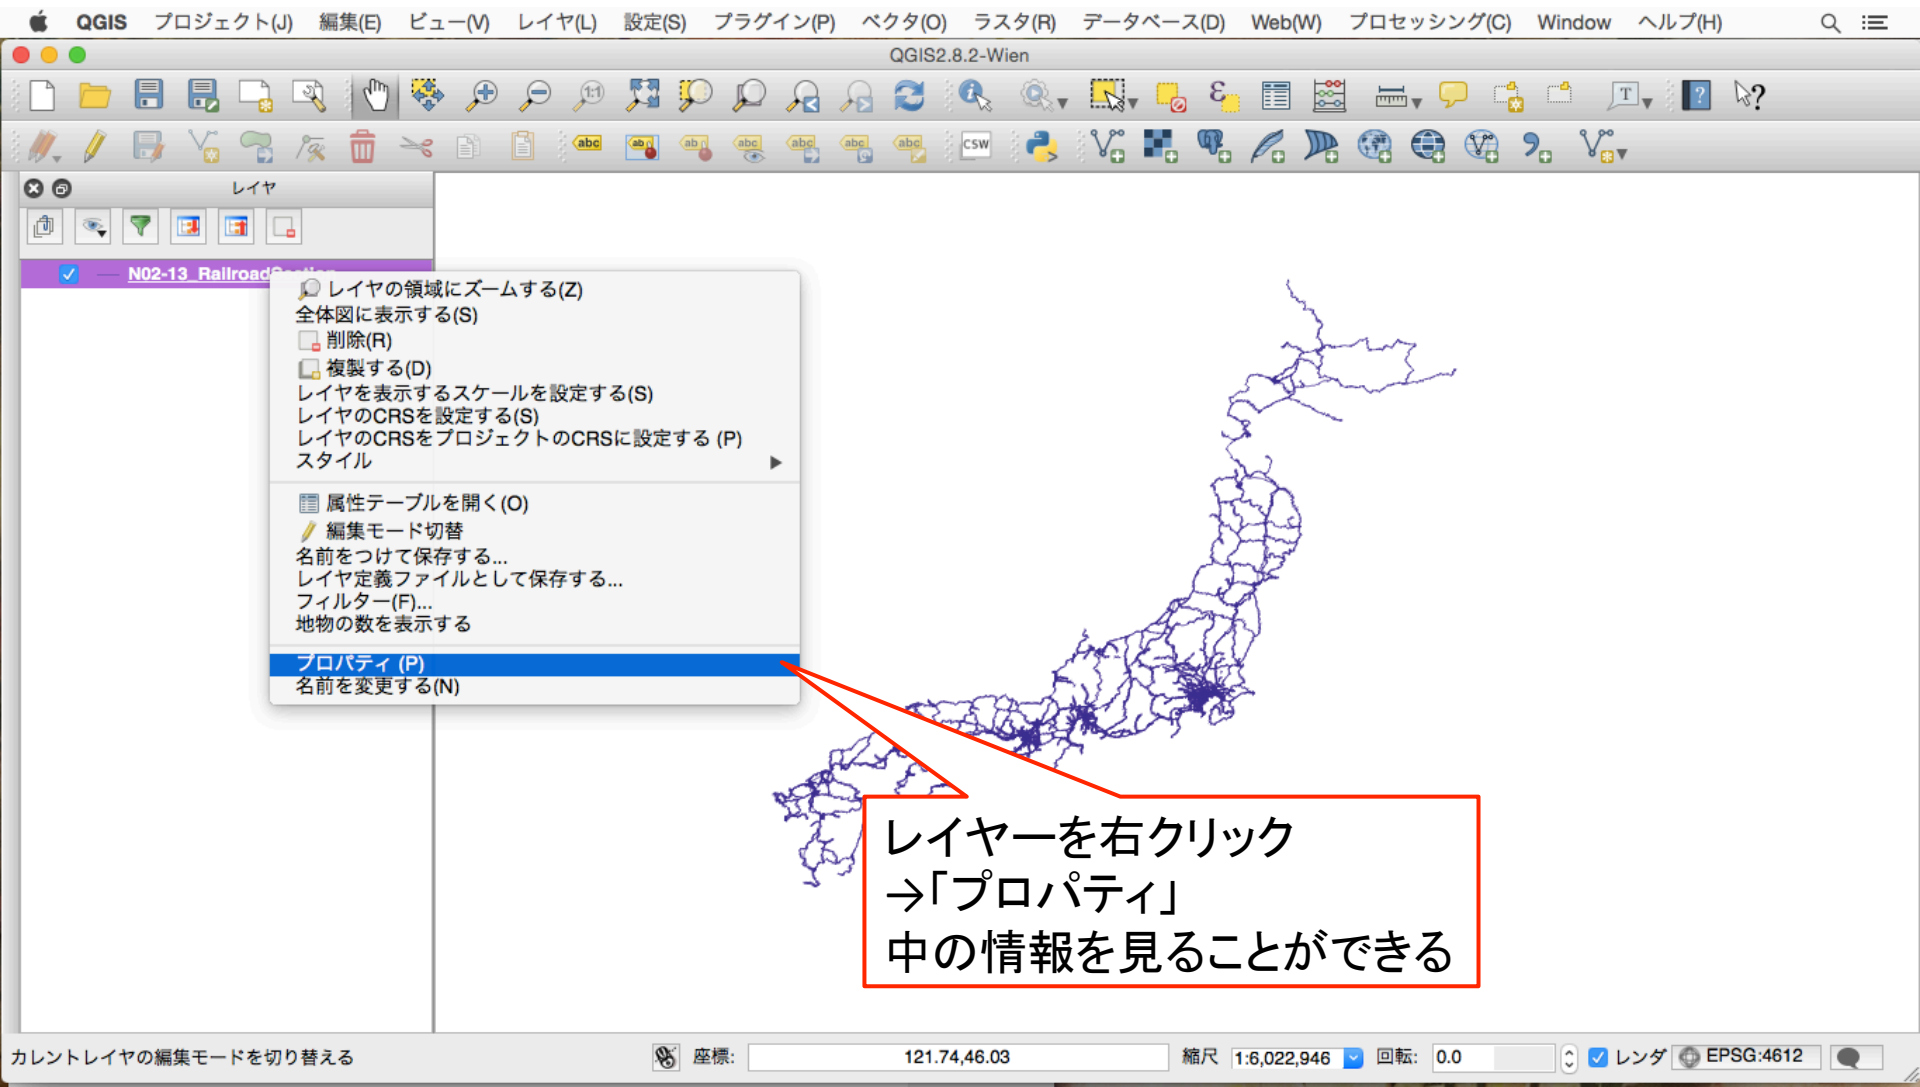 QGIS プロジェクト(J) 編集(E) ビュー(V) レイヤ(L) 設定(S) プラグイン(P) ベクタ(O) ラスタ(R) データベース(D) Web(W) プロセッシング(C) Window ヘルプ(H)
QGIS2.8.2-Wien
1:1
T
?
?
abc
ab
ab
abc
abc
abc
abc
CSW
レイヤ
N02-13_Railroad
レイヤの領域にズームする(Z)
全体図に表示する(S)
削除(R)
複製する(D)
レイヤを表示するスケールを設定する(S)
レイヤのCRSを設定する(S)
レイヤのCRSをプロジェクトのCRSに設定する (P)
スタイル
属性テーブルを開く(O)
編集モード切替
名前をつけて保存する...
レイヤ定義ファイルとして保存する...
フィルター(F)...
地物の数を表示する
プロパティ (P)
名前を変更する(N)
レイヤーを右クリック
→「プロパティ」
中の情報を見ることができる
カレントレイヤの編集モードを切り替える 座標: 121.74,46.03 縮尺 1:6,022,946 回転: 0.0 レンダ EPSG:4612